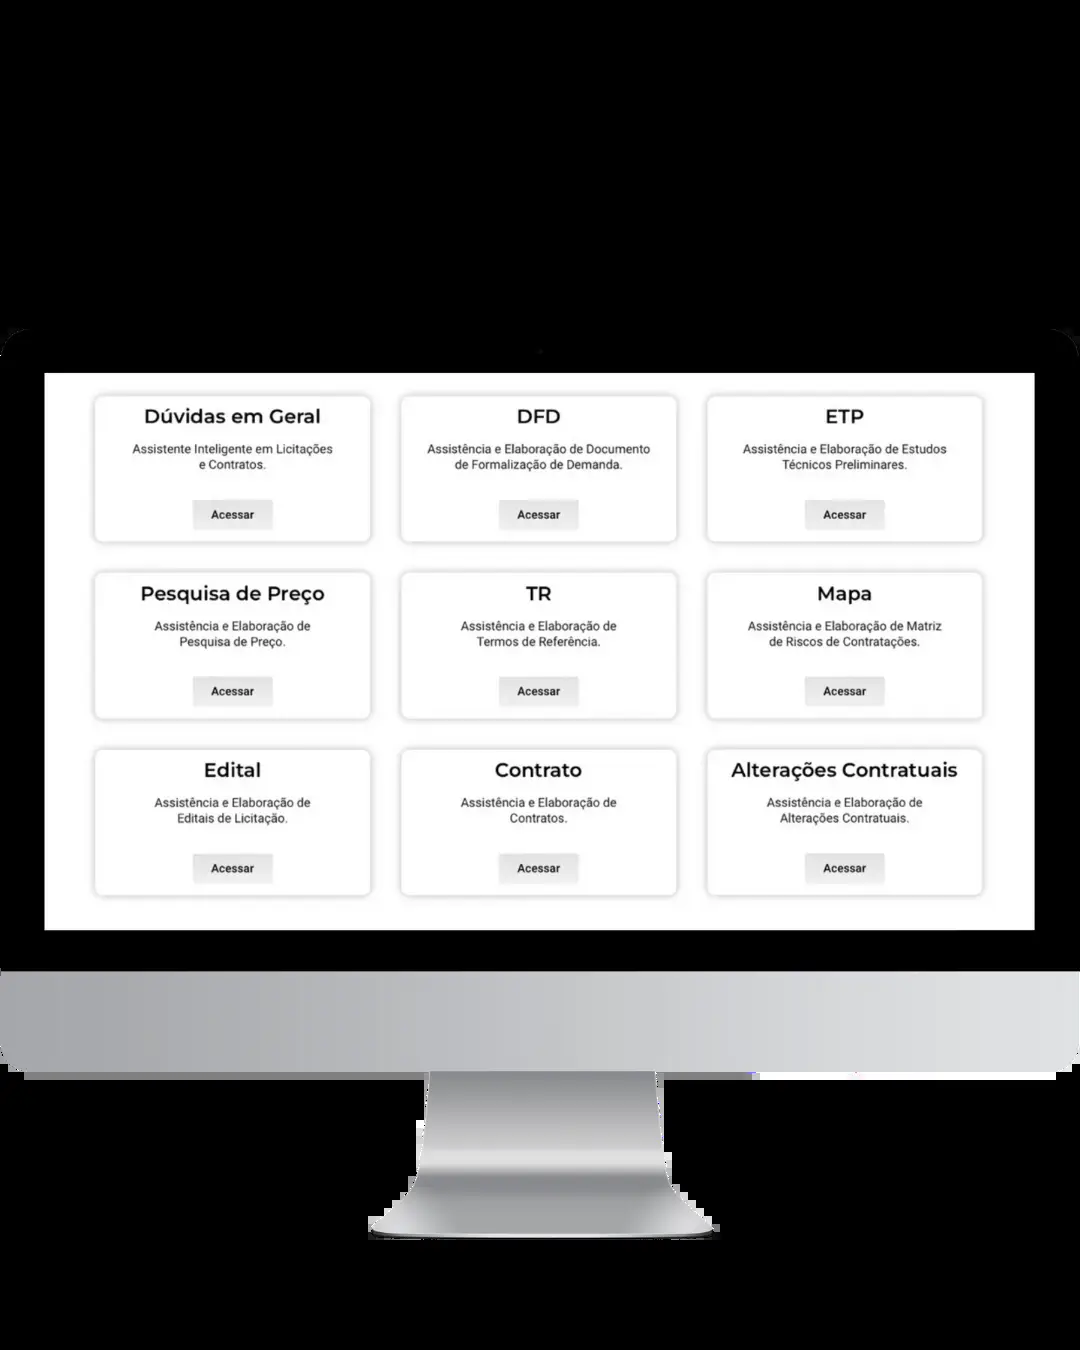 Dúvidas em Geral
Assistente Inteligente em Licitações
e Contratos.
Acessar
DFD
Assistência e Elaboração de Documento
de Formalização de Demanda.
Acessar
ETP
Assistência e Elaboração de Estudos
Técnicos Preliminares.
Acessar
Pesquisa de Preço
Assistência e Elaboração de
Pesquisa de Preço.
Acessar
TR
Assistência e Elaboração de
Termos de Referência.
Acessar
Mapa
Assistência e Elaboração de Matriz
de Riscos de Contratações.
Acessar
Edital
Assistência e Elaboração de
Editais de Licitação.
Acessar
Contrato
Assistência e Elaboração de
Contratos.
Acessar
Alterações Contratuais
Assistência e Elaboração de
Alterações Contratuais.
Acessar